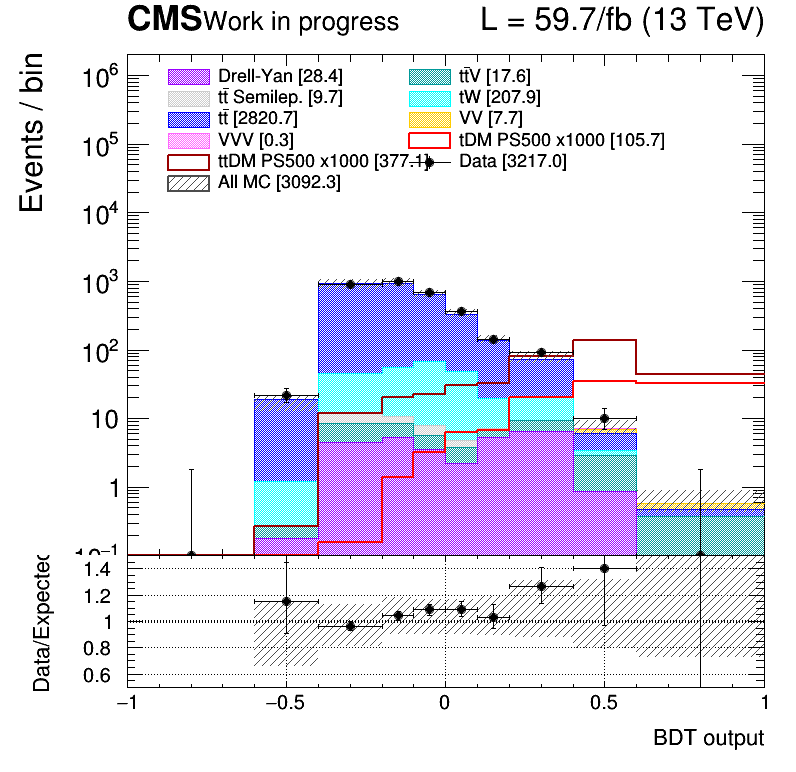 CMS Work in progress L = 59.7/fb (13 TeV)
Events / bin
Drell-Yan [28.4] tt̄V [17.6]
tt̄ Semilep. [9.7] tW [207.9]
tt̄ [2820.7] VV [7.7]
VVV [0.3] tDM PS500 x1000 [105.7]
ttDM PS500 x1000 [377.1] Data [3217.0]
All MC [3092.3]
10⁶
10⁵
10⁴
10³
10²
10
1
10⁻¹
Data/Expected
1.4
1.2
1
0.8
0.6
−1 −0.5 0 0.5 1
BDT output